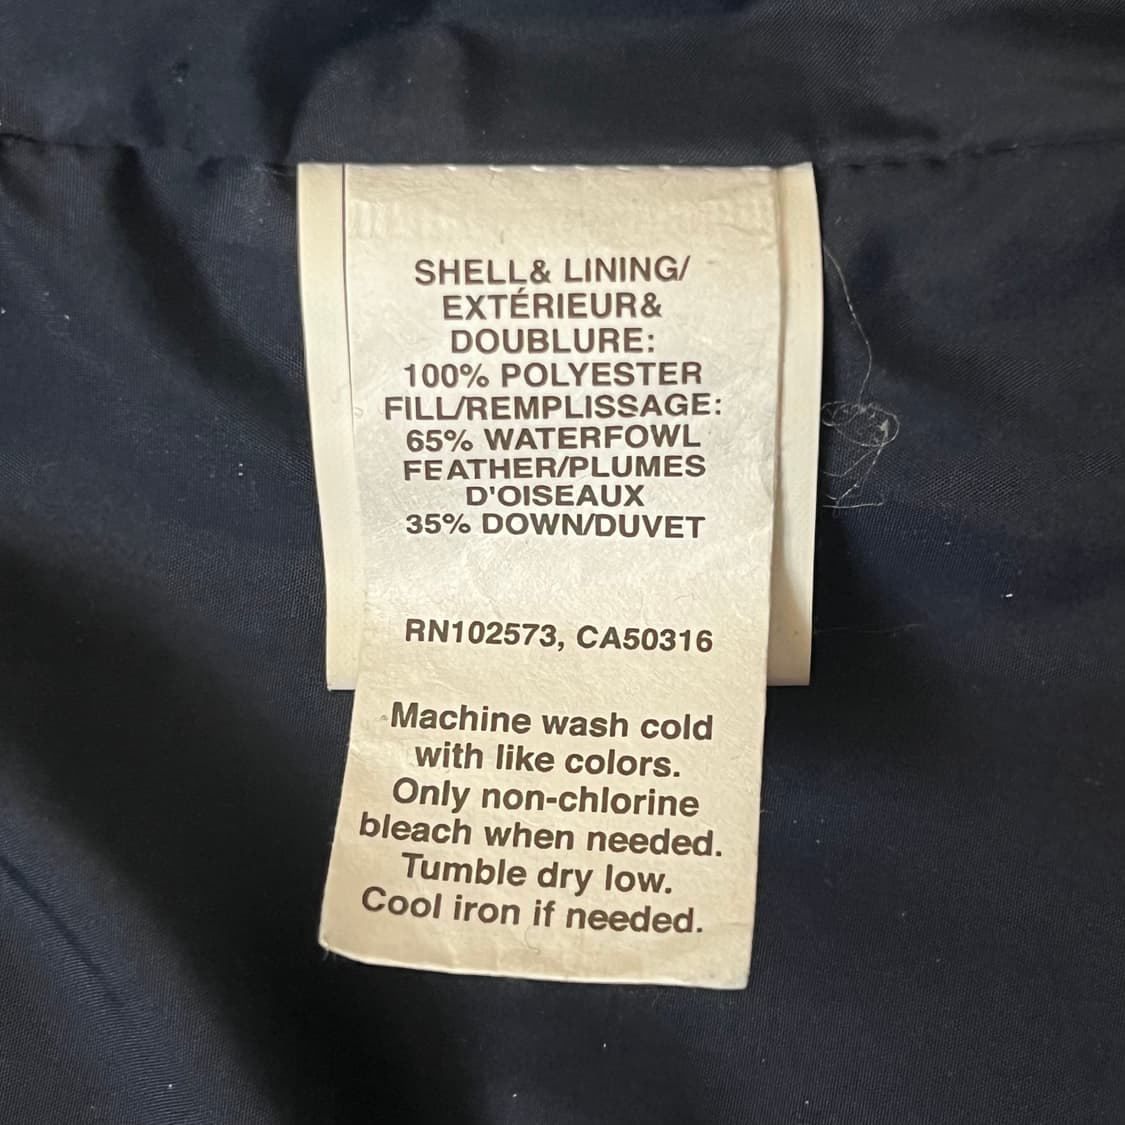 SHELL& LINING/
EXTÉRIEUR&
DOUBLURE:
100% POLYESTER
FILL/REMPLISSAGE:
65% WATERFOWL
FEATHER/PLUMES
D'OISEAUX
35% DOWN/DUVET
RN102573, CA50316
Machine wash cold
with like colors.
Only non-chlorine
bleach when needed.
Tumble dry low.
Cool iron if needed.